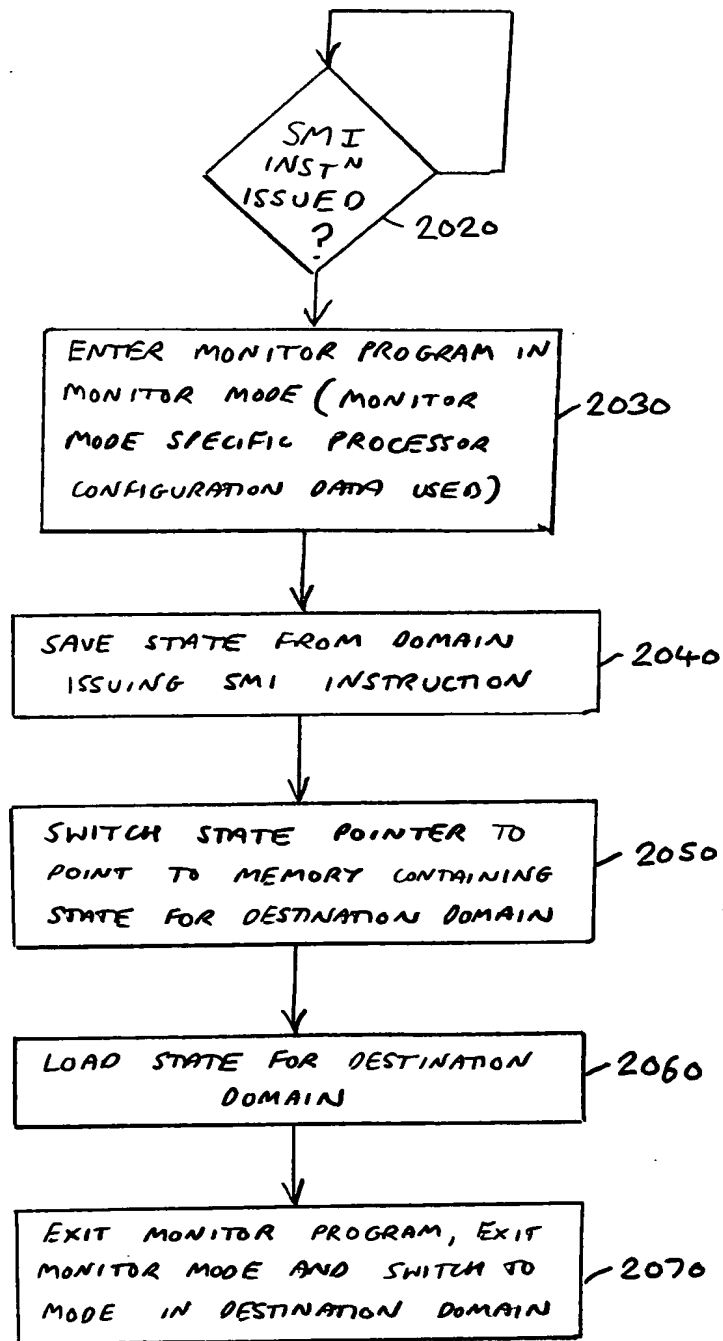 SMI
INSTᴺ
ISSUED
?
2020
ENTER MONITOR PROGRAM IN
MONITOR MODE (MONITOR
MODE SPECIFIC PROCESSOR
CONFIGURATION DATA USED)
2030
SAVE STATE FROM DOMAIN
ISSUING SMI INSTRUCTION
2040
SWITCH STATE POINTER TO
POINT TO MEMORY CONTAINING
STATE FOR DESTINATION DOMAIN
2050
LOAD STATE FOR DESTINATION
DOMAIN
2060
EXIT MONITOR PROGRAM, EXIT
MONITOR MODE AND SWITCH TO
MODE IN DESTINATION DOMAIN
2070